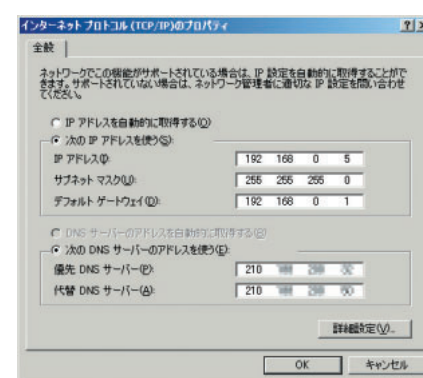 インターネット プロトコル (TCP/IP)のプロパティ
全般
ネットワークでこの機能がサポートされている場合は、IP 設定を自動的に取得することがで
きます。サポートされていない場合は、ネットワーク管理者に適切な IP 設定を問い合わせ
てください。
IP アドレスを自動的に取得する(O)
次の IP アドレスを使う(S):
IP アドレス(I): 192 168 0 5
サブネット マスク(U): 255 255 255 0
デフォルト ゲートウェイ(D): 192 168 0 1
DNS サーバーのアドレスを自動的に取得する(B)
次の DNS サーバーのアドレスを使う(E):
優先 DNS サーバー(P): 210
代替 DNS サーバー(A): 210
詳細設定(V)...
OK キャンセル